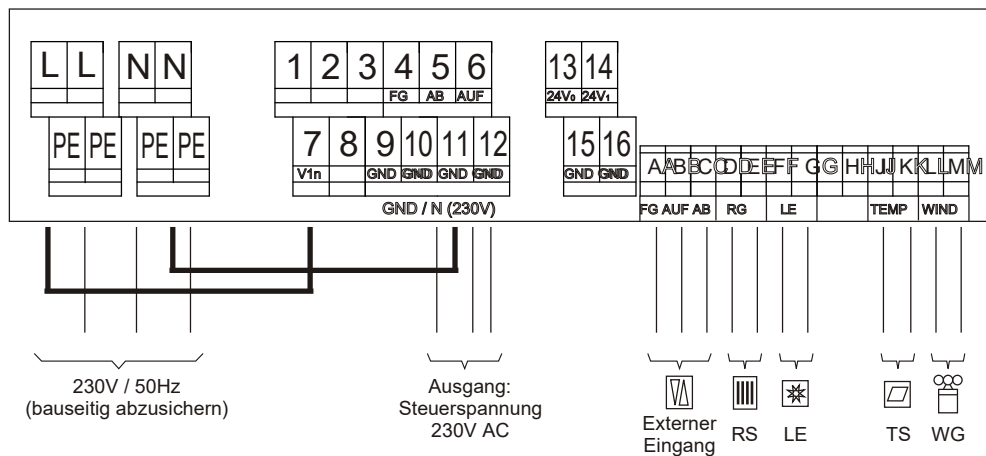 L L N N 1 2 3 4 5 6 13 14
FG AB AUF 24V₀ 24V₁
PE PE PE PE 7 8 9 10 11 12 15 16
V1n GND GND GND GND GND GND
A B C D E F G H J K L M
GND / N (230V)
FG AUF AB RG LE TEMP WIND
230V / 50Hz
(bauseitig abzusichern)
Ausgang:
Steuerspannung
230V AC
Externer
Eingang
RS
LE
TS
WG